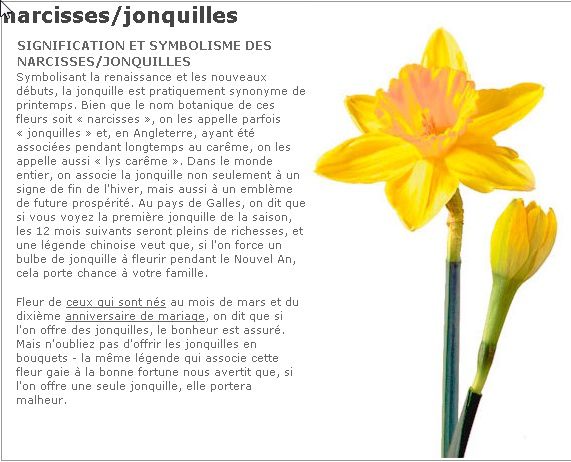 narcisses/jonquilles
SIGNIFICATION ET SYMBOLISME DES
NARCISSES/JONQUILLES
Symbolisant la renaissance et les nouveaux
débuts, la jonquille est pratiquement synonyme de
printemps. Bien que le nom botanique de ces
fleurs soit « narcisses », on les appelle parfois
« jonquilles » et, en Angleterre, ayant été
associées pendant longtemps au carême, on les
appelle aussi « lys carême ». Dans le monde
entier, on associe la jonquille non seulement à un
signe de fin de l'hiver, mais aussi à un emblème
de future prospérité. Au pays de Galles, on dit que
si vous voyez la première jonquille de la saison,
les 12 mois suivants seront pleins de richesses, et
une légende chinoise veut que, si l'on force un
bulbe de jonquille à fleurir pendant le Nouvel An,
cela porte chance à votre famille.
Fleur de ceux qui sont nés au mois de mars et du
dixième anniversaire de mariage, on dit que si
l'on offre des jonquilles, le bonheur est assuré.
Mais n'oubliez pas d'offrir les jonquilles en
bouquets - la même légende qui associe cette
fleur gaie à la bonne fortune nous avertit que, si
l'on offre une seule jonquille, elle portera
malheur.